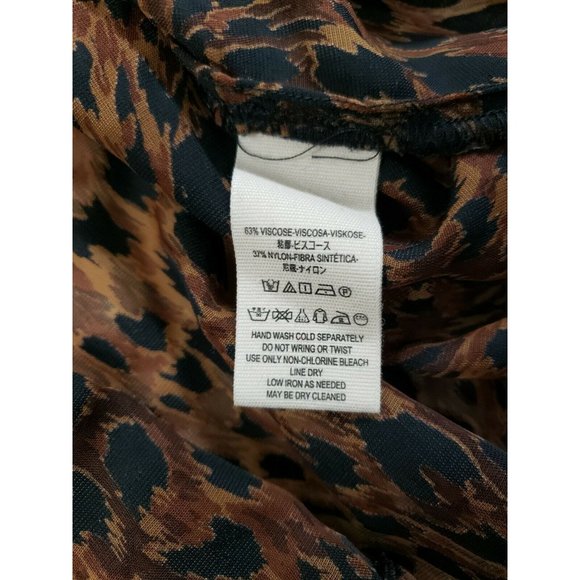 63% VISCOSE-VISCOSA-VISKOSE-
粘膠-ビスコース
37% NYLON-FIBRA SINTÉTICA-
尼龍-ナイロン
HAND WASH COLD SEPARATELY
DO NOT WRING OR TWIST
USE ONLY NON-CHLORINE BLEACH
LINE DRY
LOW IRON AS NEEDED
MAY BE DRY CLEANED